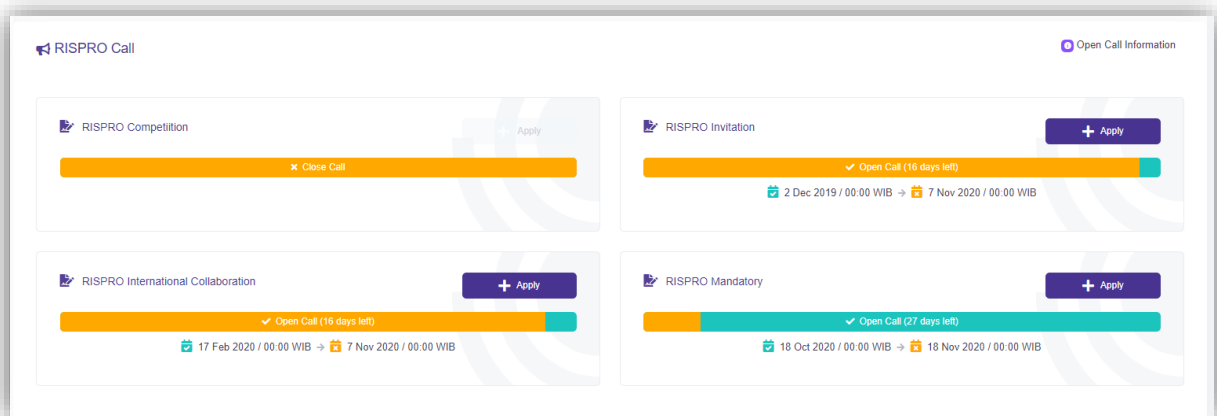 RISPRO Call
Open Call Information
RISPRO Competiition
+ Apply
× Close Call
RISPRO Invitation
+ Apply
✓ Open Call (16 days left)
2 Dec 2019 / 00:00 WIB → 7 Nov 2020 / 00:00 WIB
RISPRO International Collaboration
+ Apply
✓ Open Call (16 days left)
17 Feb 2020 / 00:00 WIB → 7 Nov 2020 / 00:00 WIB
RISPRO Mandatory
+ Apply
✓ Open Call (27 days left)
18 Oct 2020 / 00:00 WIB → 18 Nov 2020 / 00:00 WIB